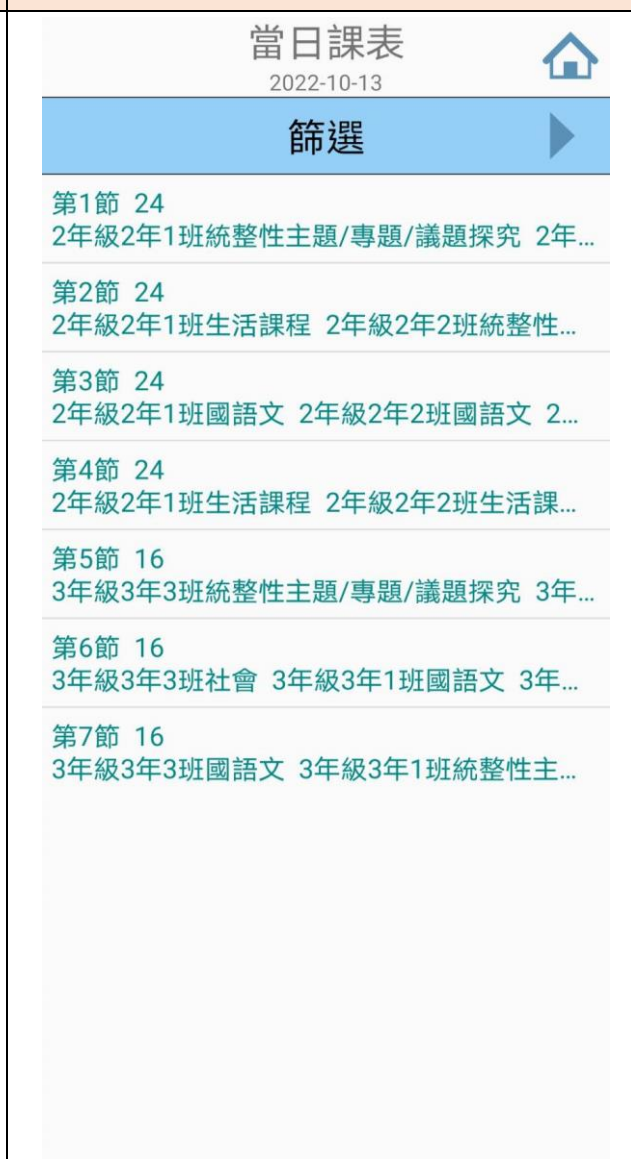 當日課表
2022-10-13
篩選
第1節 24
2年級2年1班統整性主題/專題/議題探究 2年...
第2節 24
2年級2年1班生活課程 2年級2年2班統整性...
第3節 24
2年級2年1班國語文 2年級2年2班國語文 2...
第4節 24
2年級2年1班生活課程 2年級2年2班生活課...
第5節 16
3年級3年3班統整性主題/專題/議題探究 3年...
第6節 16
3年級3年3班社會 3年級3年1班國語文 3年...
第7節 16
3年級3年3班國語文 3年級3年1班統整性主...